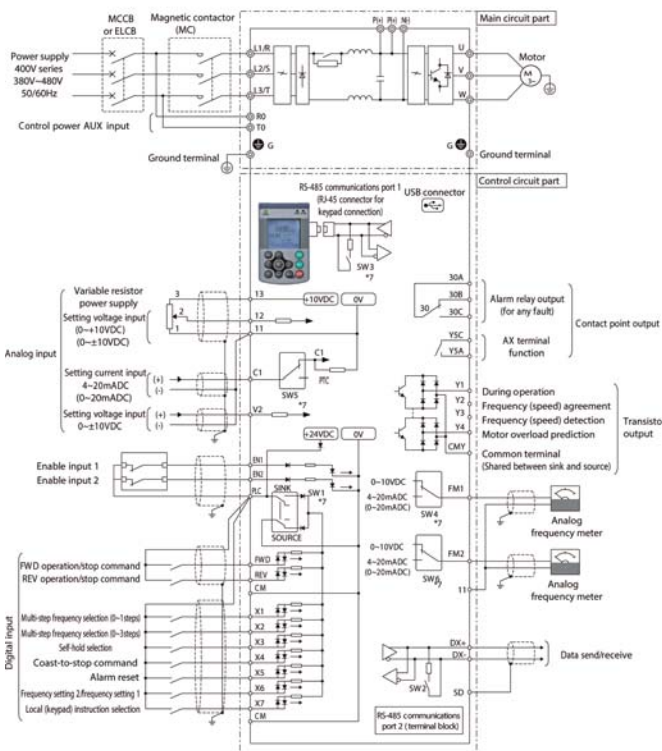 MCCB
or ELCB
Magnetic contactor
(MC)
Main circuit part
P(+) P(+) N(-)
Power supply
400V series
380V~480V
50/60Hz
L1/R
L2/S
L3/T
U
V
W
Motor
M
3~
R0
T0
Control power AUX input
G
G
Ground terminal
Ground terminal
Control circuit part
RS-485 communications port 1
(RJ-45 connector for
keypad connection)
USB connector
SW3
*7
Variable resistor
power supply
Setting voltage input
(0~+10VDC)
(0~±10VDC)
3
2
1
13
12
11
+10VDC
0V
Analog input
Setting current input
4~20mADC
(0~20mADC)
(+)
(-)
C1
C1
PTC
SW5
*7
Setting voltage input
0~±10VDC
(+)
(-)
V2
+24VDC
0V
Enable input 1
Enable input 2
EN1
EN2
PLC
SINK
SW1
*7
SOURCE
30A
30B
30C
30
Alarm relay output
(for any fault)
Y5C
Y5A
AX terminal
function
Contact point output
Y1
Y2
Y3
Y4
CMY
During operation
Frequency (speed) agreement
Frequency (speed) detection
Motor overload prediction
Common terminal
(Shared between sink and source)
Transisto
output
0~10VDC
4~20mADC
(0~20mADC)
SW4
*7
FM1
Analog
frequency meter
0~10VDC
4~20mADC
(0~20mADC)
SW6
*7
FM2
11
Analog
frequency meter
Digital input
FWD operation/stop command
REV operation/stop command
FWD
REV
CM
Multi-step frequency selection (0~1steps)
Multi-step frequency selection (0~3steps)
Self-hold selection
Coast-to-stop command
Alarm reset
Frequency setting 2/frequency setting 1
Local (keypad) instruction selection
X1
X2
X3
X4
X5
X6
X7
CM
DX+
DX-
SD
SW2
Data send/receive
RS-485 communications
port 2 (terminal block)